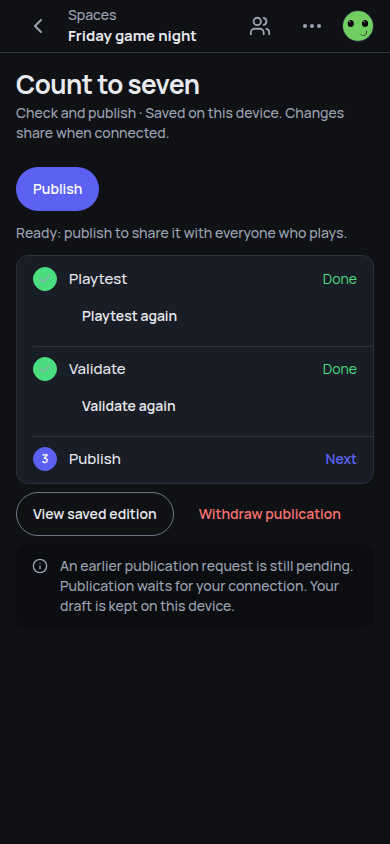 Spaces
Friday game night
Count to seven
Check and publish · Saved on this device. Changes
share when connected.
Publish
Ready: publish to share it with everyone who plays.
Playtest
Done
Playtest again
Validate
Done
Validate again
3
Publish
Next
View saved edition
Withdraw publication
An earlier publication request is still pending.
Publication waits for your connection. Your
draft is kept on this device.